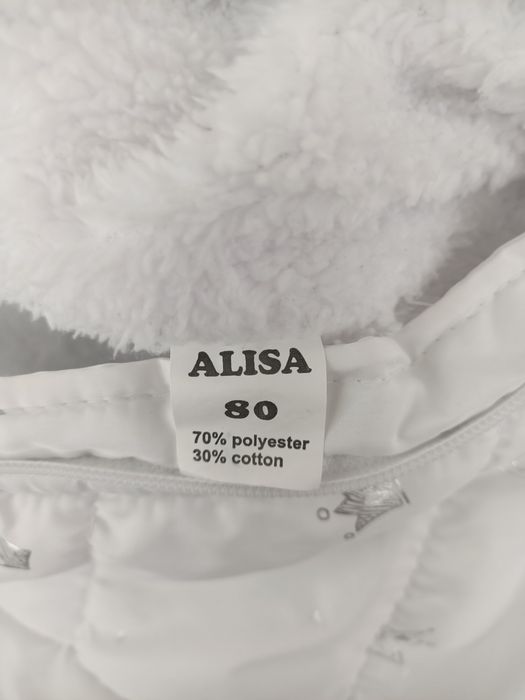 ALISA
80
70% polyester
30% cotton